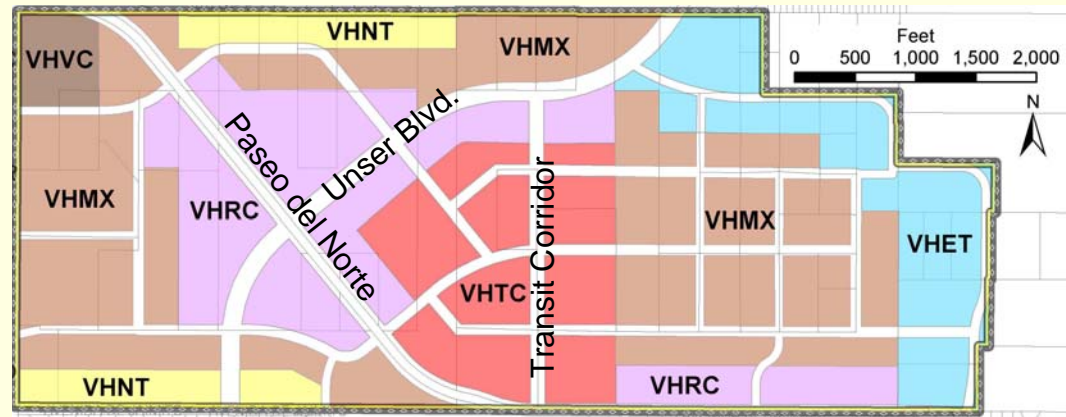 VHNT
VHMX
VHVC
Feet
0 500 1,000 1,500 2,000
N
Unser Blvd.
Paseo del Norte
Transit Corridor
VHMX
VHRC
VHMX
VHET
VHTC
VHNT
VHRC